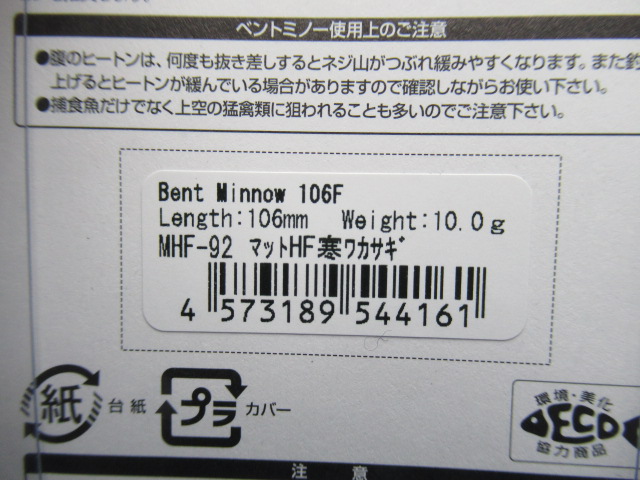 ベントミノー使用上のご注意
●腹のヒートンは、何度も抜き差しするとネジ山がつぶれ緩みやすくなります。また釣
上げるとヒートンが緩んでいる場合がありますので確認しながらお使い下さい。
●捕食魚だけでなく上空の猛禽類に狙われることも多いのでご注意下さい。
Bent Minnow 106F
Length:106mm Weight:10.0g
MHF-92 マットHF寒ワカサギ
4 573189 544161
紙 台紙 プラ カバー
環境・美化
DECO
協力商品
注意